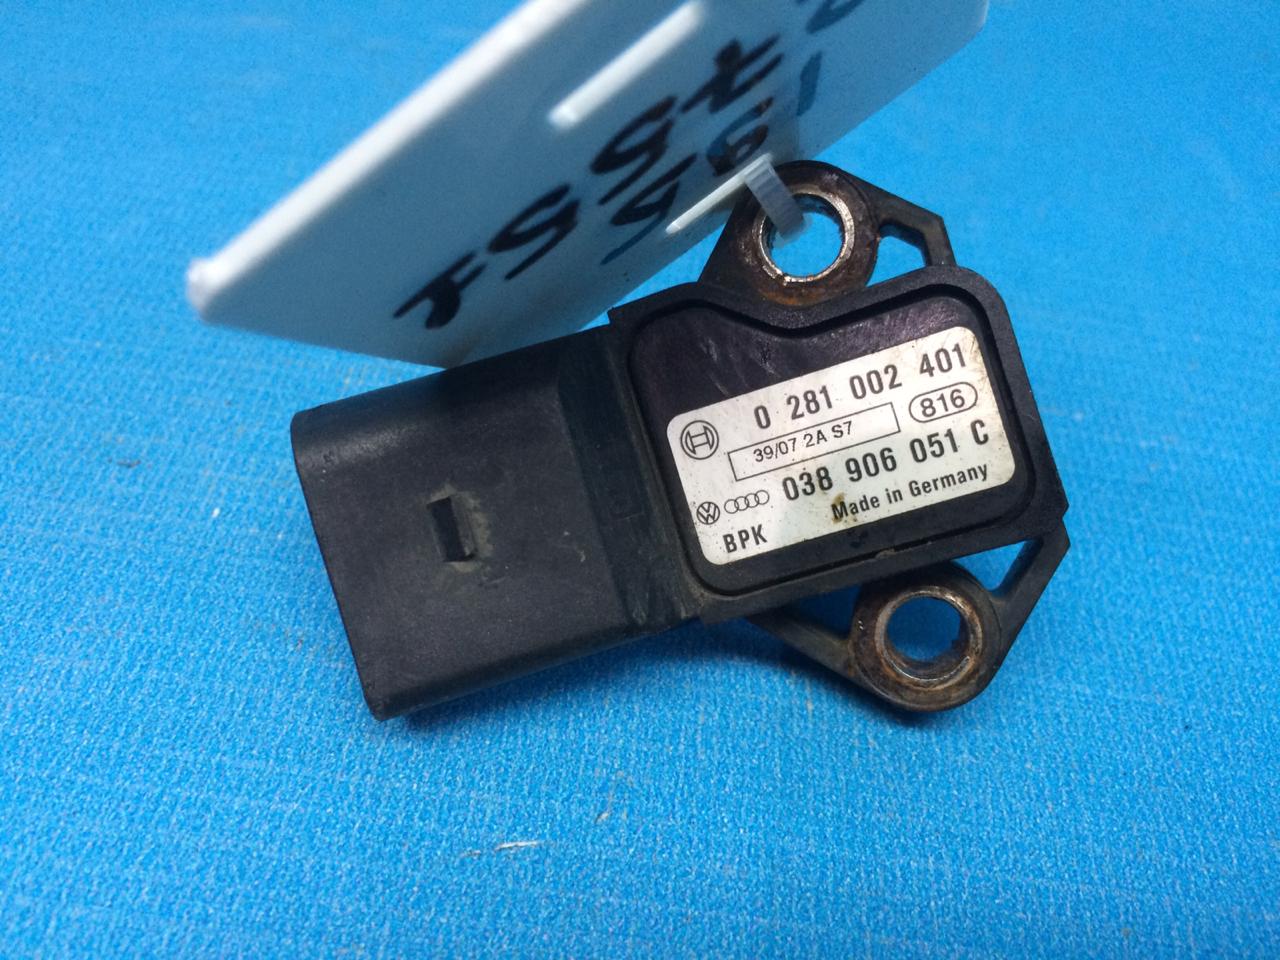 0 281 002 401
39/07 2A S7
816
038 906 051 C
Made in Germany
BPK